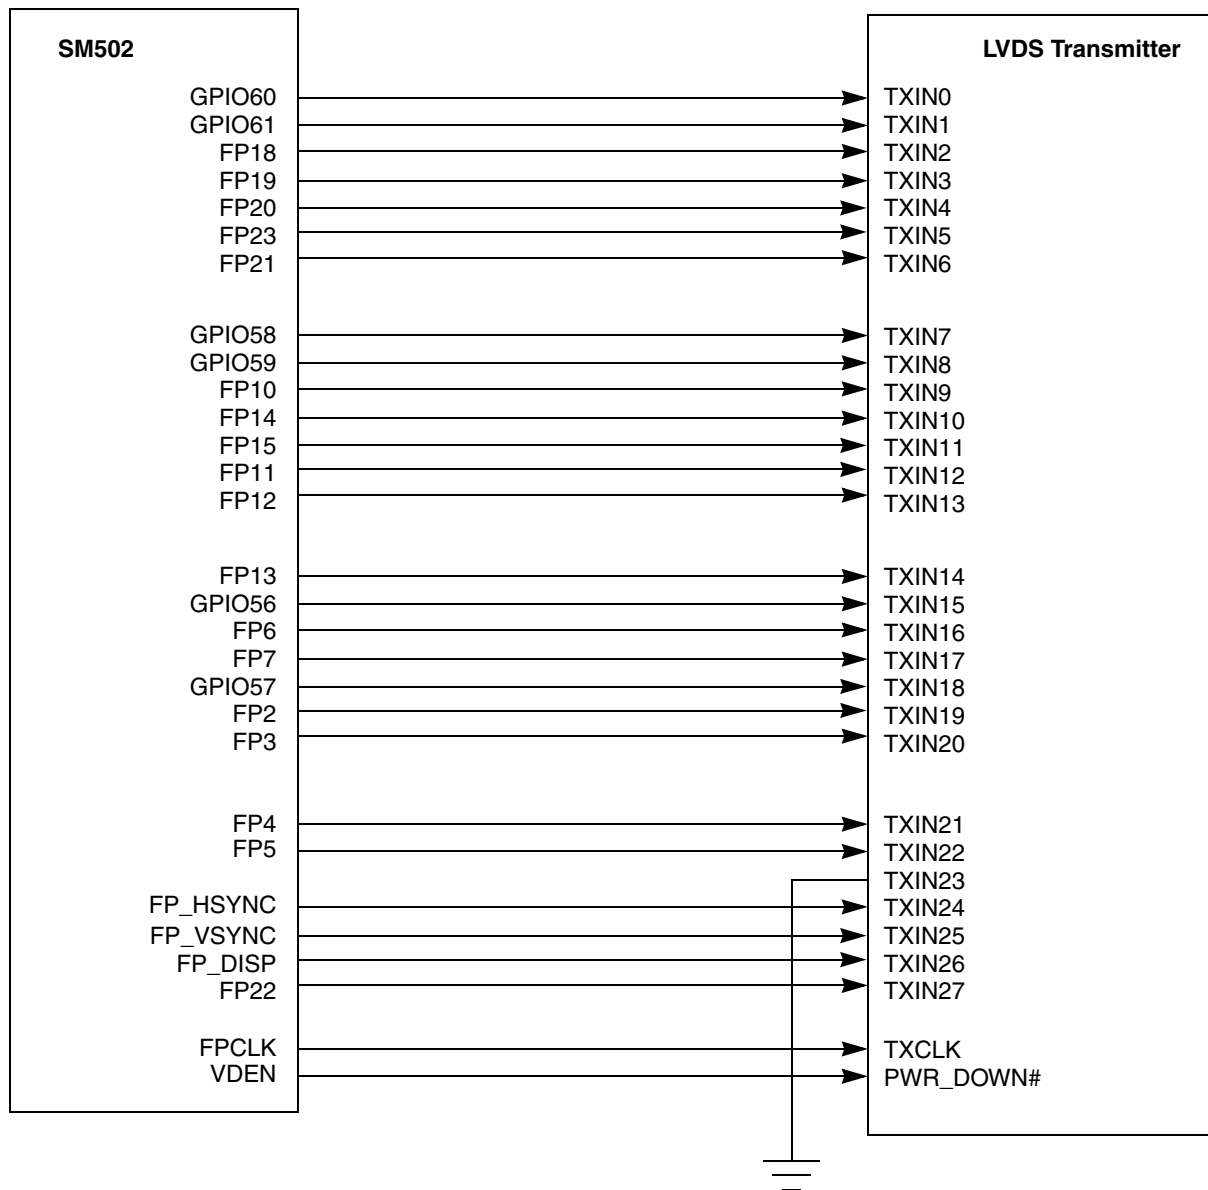 SM502 LVDS Transmitter
GPIO60 TXIN0
GPIO61 TXIN1
FP18 TXIN2
FP19 TXIN3
FP20 TXIN4
FP23 TXIN5
FP21 TXIN6
GPIO58 TXIN7
GPIO59 TXIN8
FP10 TXIN9
FP14 TXIN10
FP15 TXIN11
FP11 TXIN12
FP12 TXIN13
FP13 TXIN14
GPIO56 TXIN15
FP6 TXIN16
FP7 TXIN17
GPIO57 TXIN18
FP2 TXIN19
FP3 TXIN20
FP4 TXIN21
FP5 TXIN22
TXIN23
FP_HSYNC TXIN24
FP_VSYNC TXIN25
FP_DISP TXIN26
FP22 TXIN27
FPCLK TXCLK
VDEN PWR_DOWN#